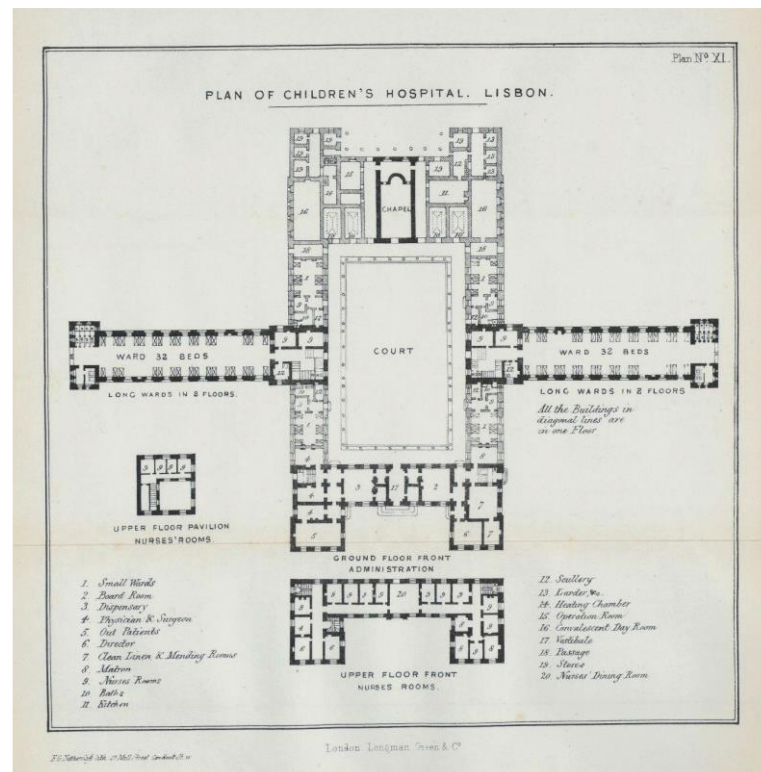 Plan No. XI.
PLAN OF CHILDREN'S HOSPITAL. LISBON.
CHAPEL
COURT
WARD 32 BEDS
LONG WARDS IN 2 FLOORS.
WARD 32 BEDS
LONG WARDS IN 2 FLOORS
All the Buildings in
diagonal lines are
in one Floor
UPPER FLOOR PAVILION
NURSES' ROOMS.
GROUND FLOOR FRONT
ADMINISTRATION
UPPER FLOOR FRONT
NURSES ROOMS.
1. Small Wards
2 Board Room
3. Dispensary
4. Physician & Surgeon
5. Out Patients
6. Director
7 Clean Linen & Mending Rooms
8. Matron
9. Nurses' Rooms
10. Baths
11. Kitchen
12. Scullery
13. Larder, &c.
14. Heating Chamber
15. Operation Room
16. Convalescent Day Room
17. Vestibule
18. Passage
19. Stores
20. Nurses' Dining Room
London. Longman Green & Co